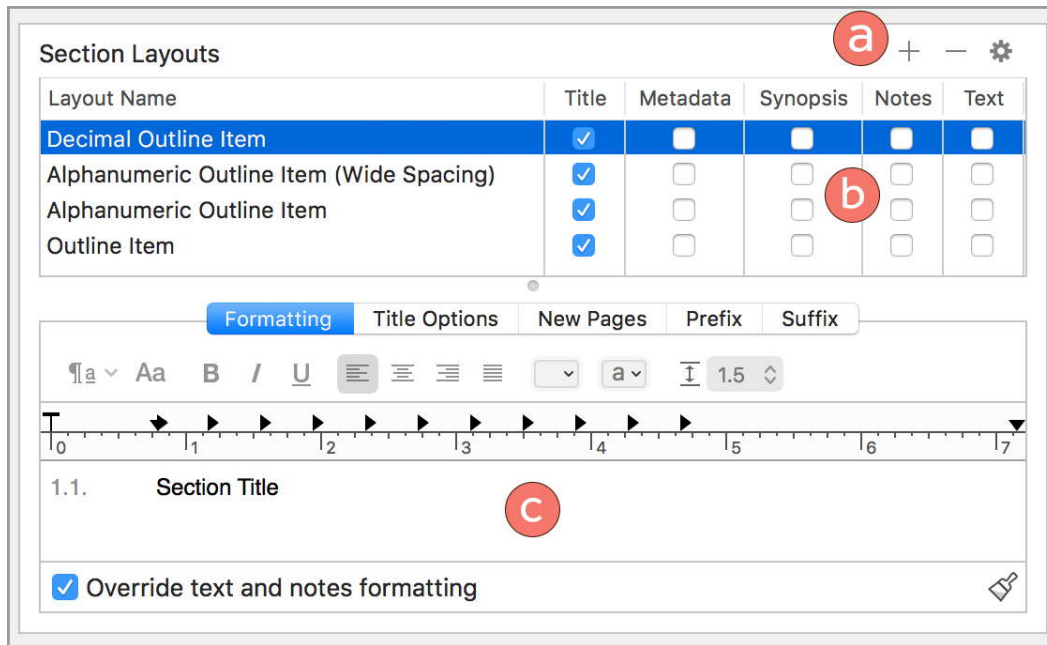 a
Section Layouts
Layout Name Title Metadata Synopsis Notes Text
Decimal Outline Item
Alphanumeric Outline Item (Wide Spacing)
b
Alphanumeric Outline Item
Outline Item
Formatting Title Options New Pages Prefix Suffix
¶a Aa B I U a 1.5
0 1 2 3 4 5 6 7
1.1. Section Title
c
Override text and notes formatting